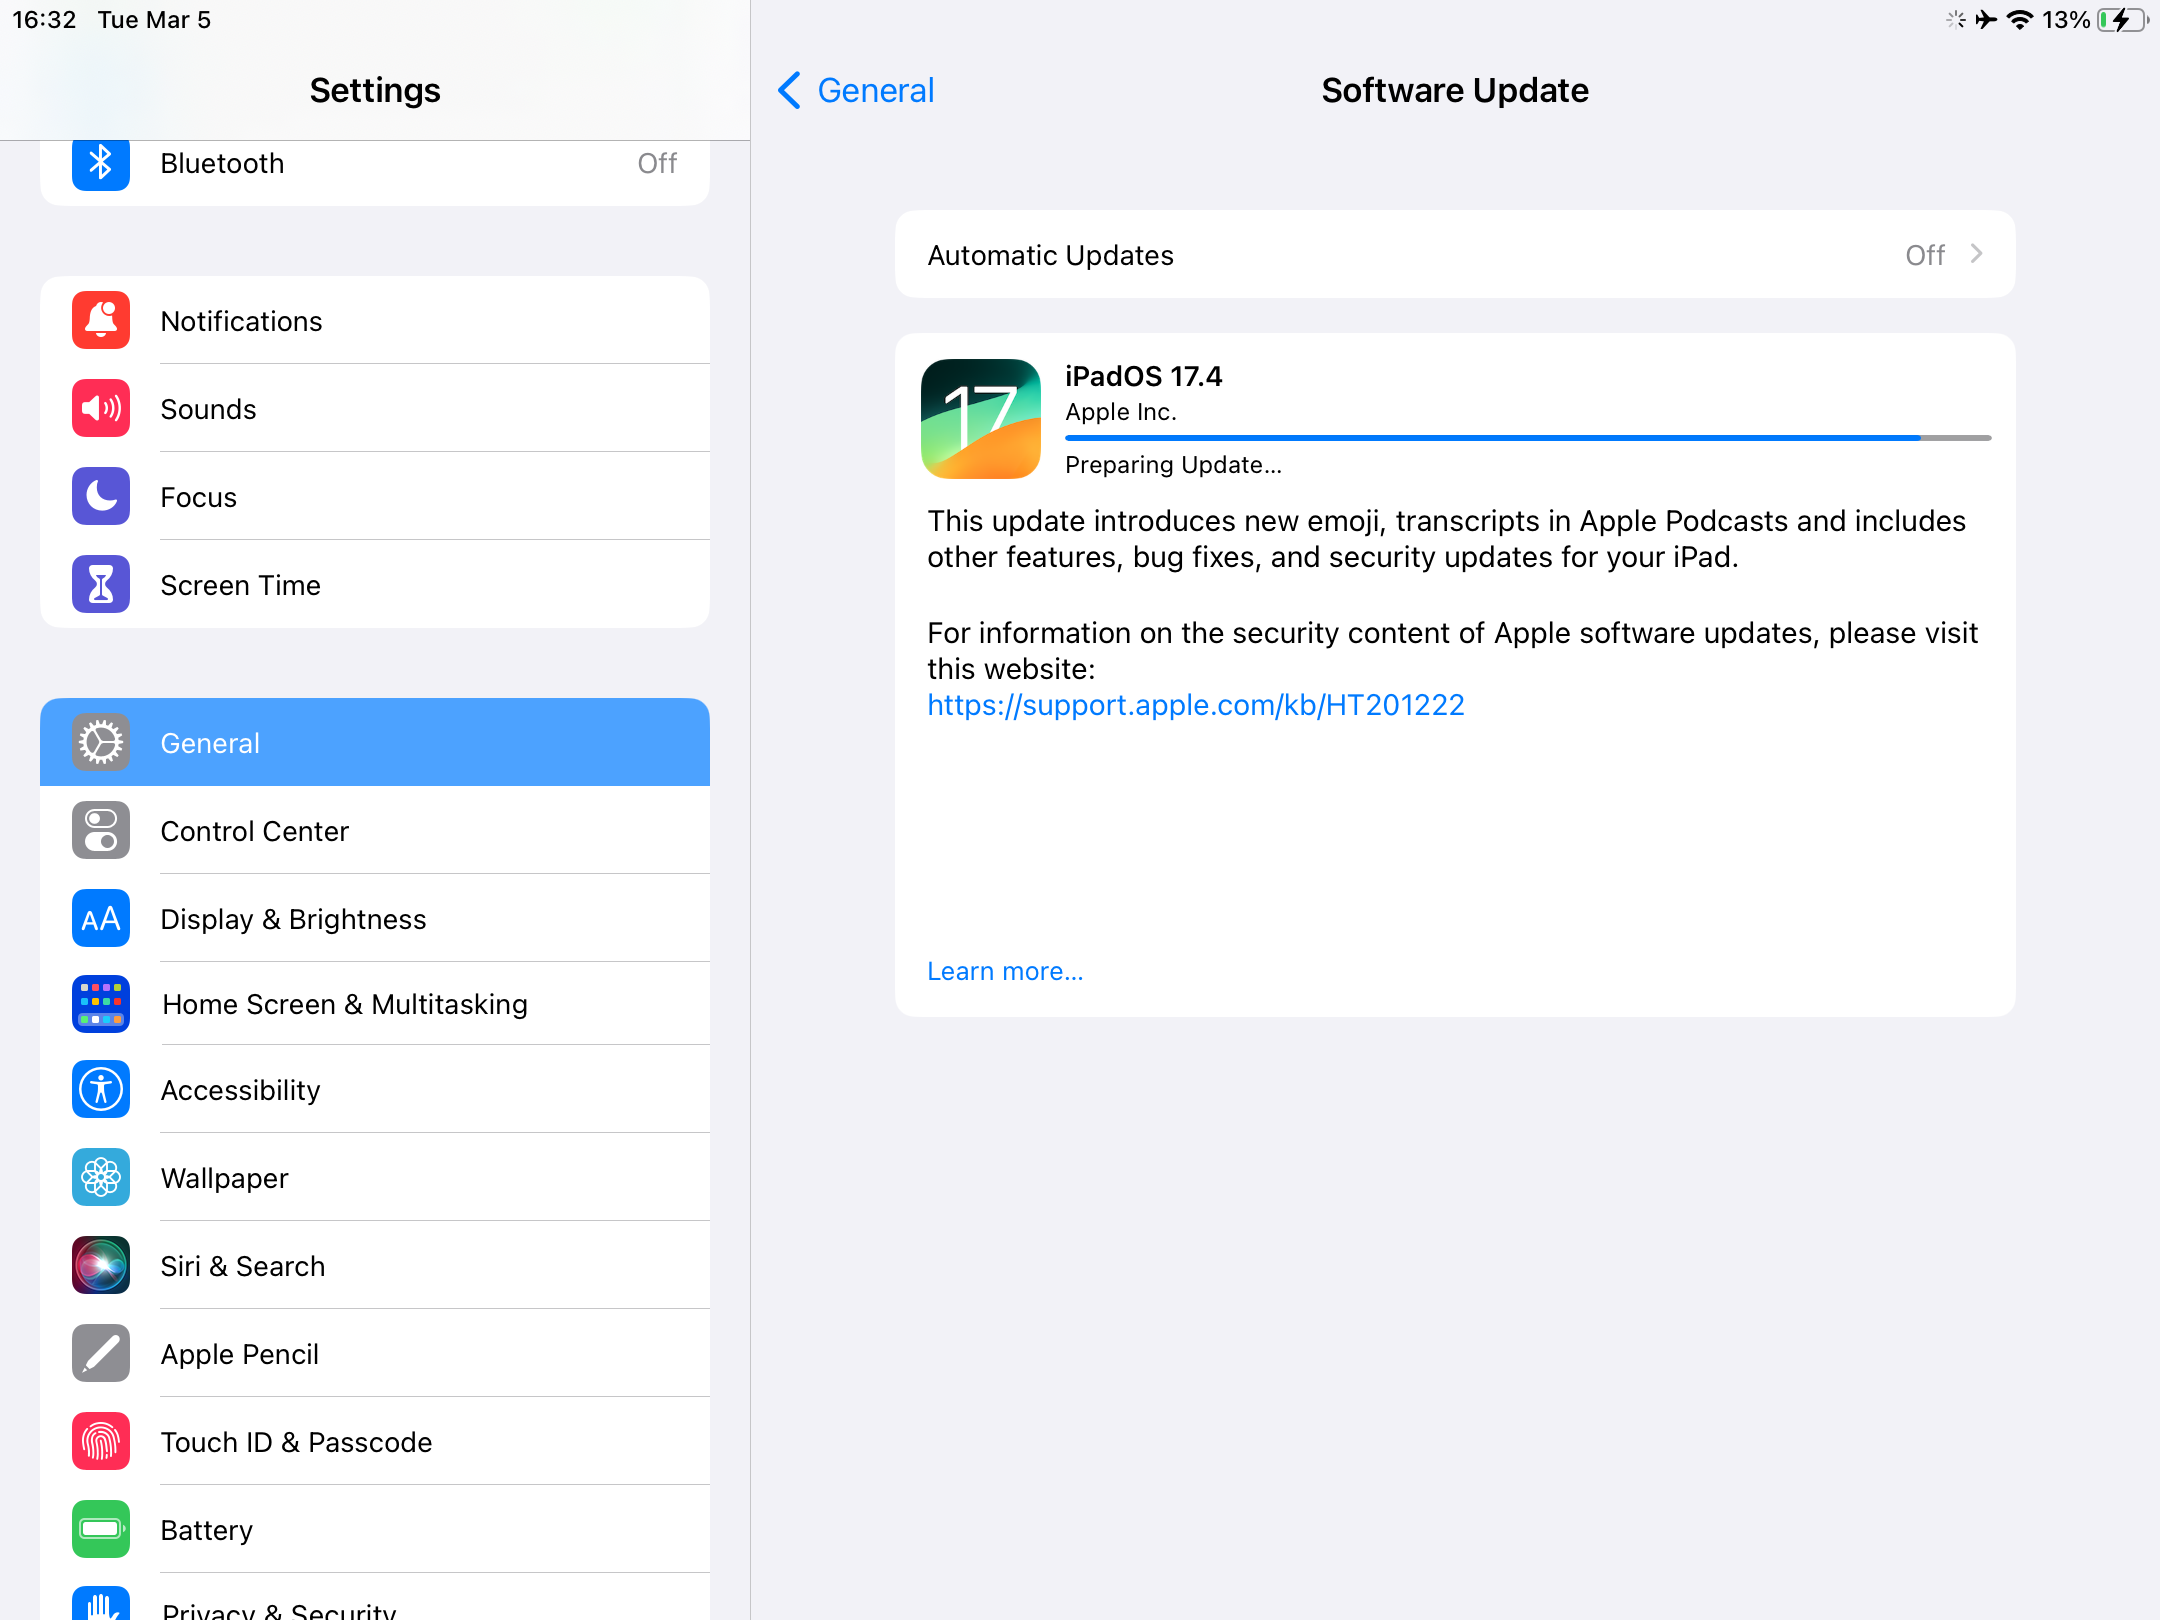 16:32 Tue Mar 5
13%
Settings
Bluetooth Off
Notifications
Sounds
Focus
Screen Time
General
Control Center
AA
Display & Brightness
Home Screen & Multitasking
Accessibility
Wallpaper
Siri & Search
Apple Pencil
Touch ID & Passcode
Battery
Privacy & Security
General
Software Update
Automatic Updates Off
17
iPadOS 17.4
Apple Inc.
Preparing Update...
This update introduces new emoji, transcripts in Apple Podcasts and includes
other features, bug fixes, and security updates for your iPad.
For information on the security content of Apple software updates, please visit
this website:
https://support.apple.com/kb/HT201222
Learn more...